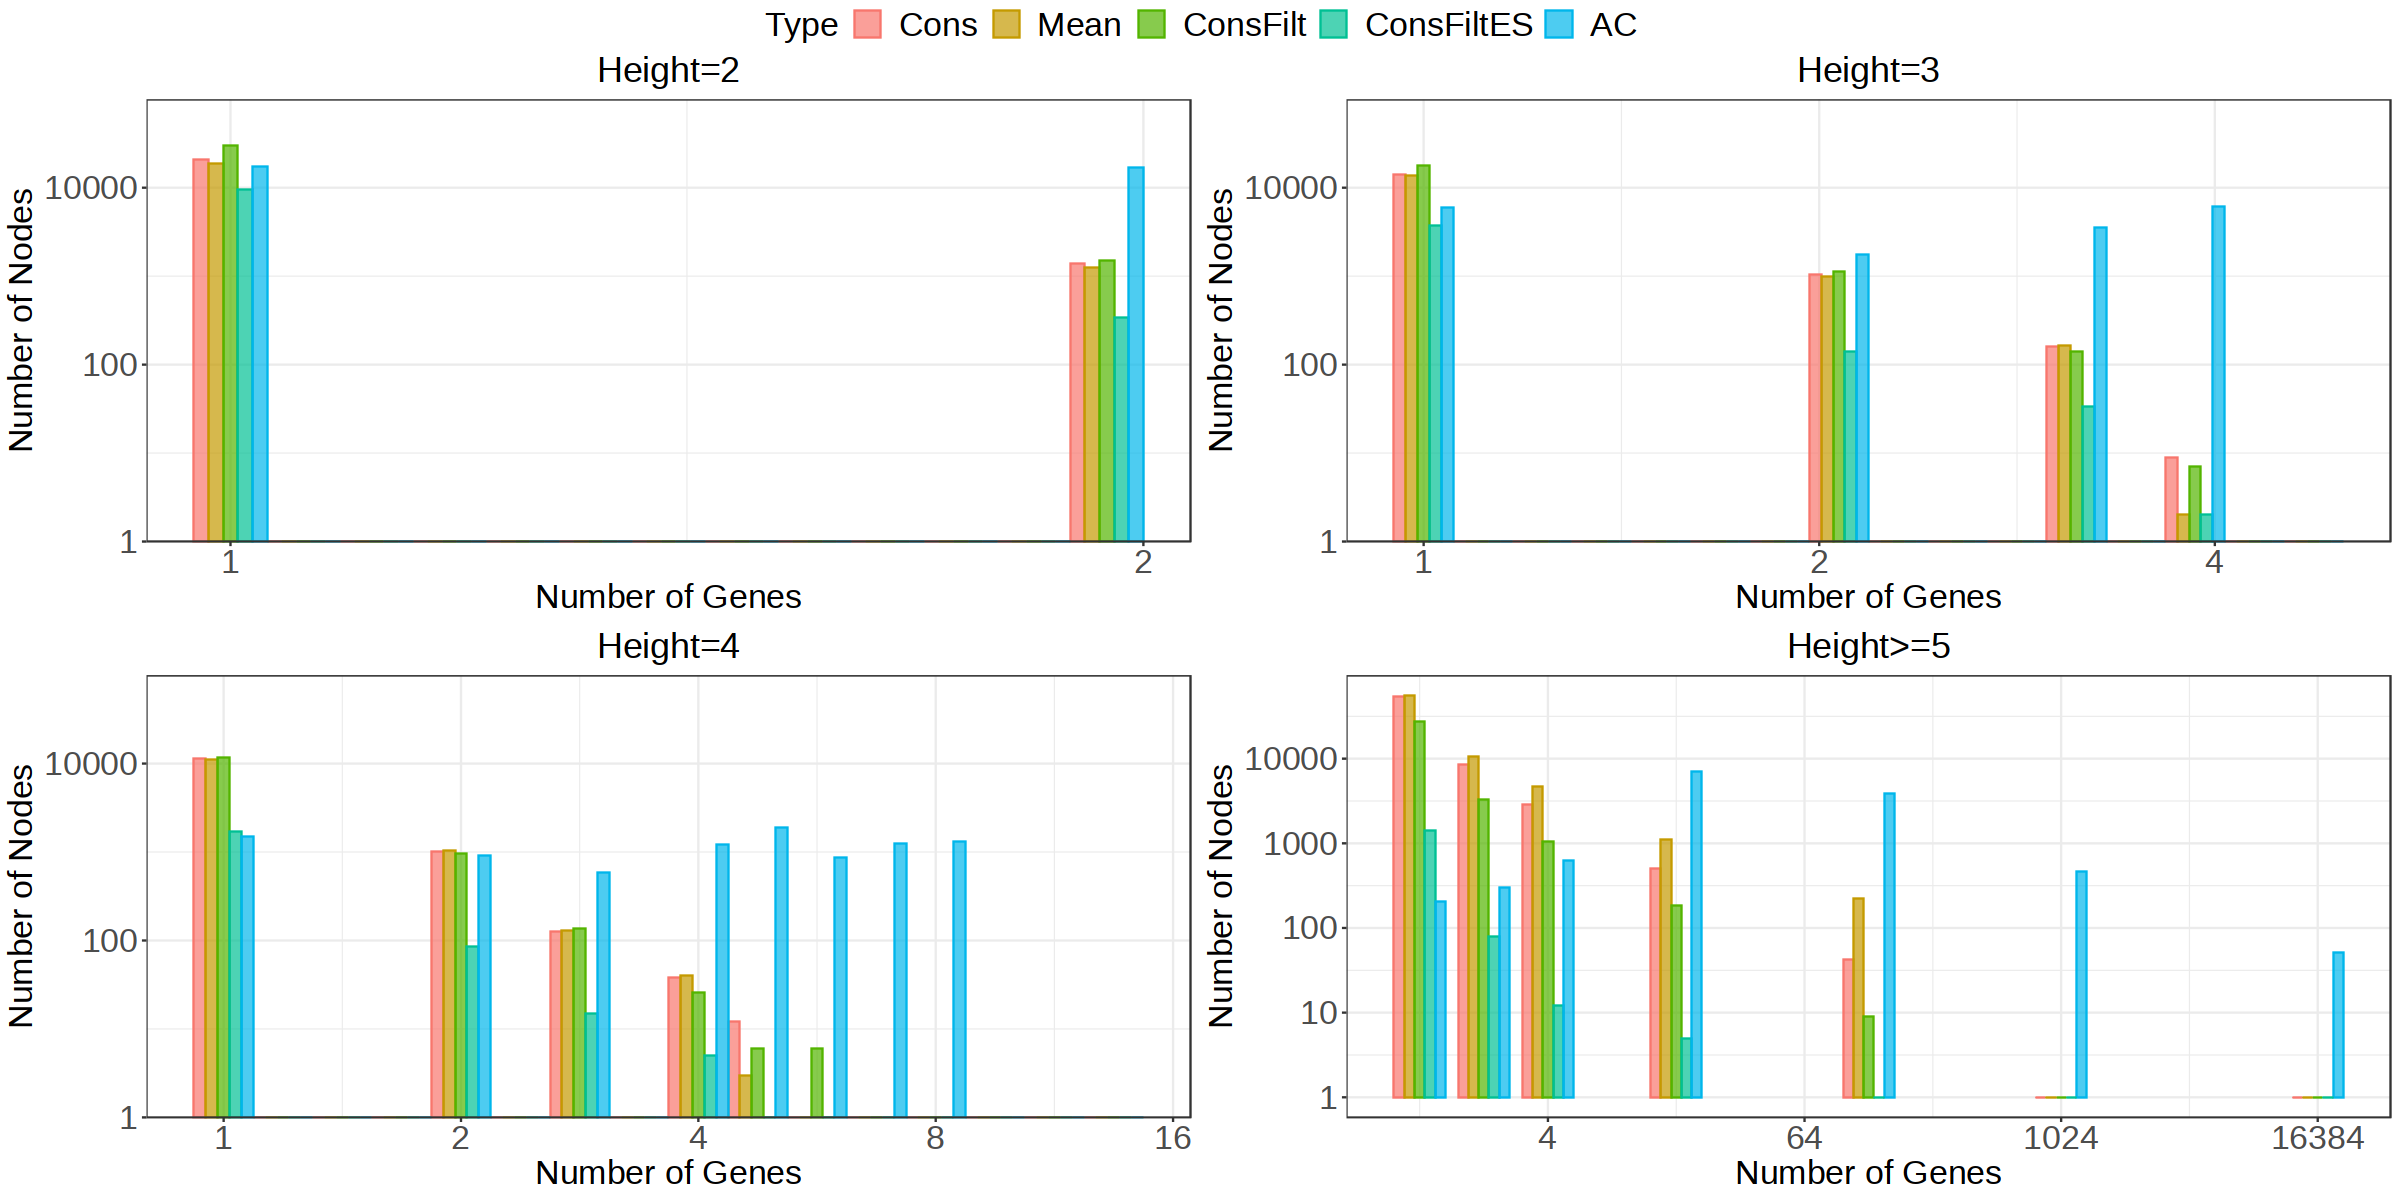 Type Cons Mean ConsFilt ConsFiltES AC
Height=2
Number of Nodes
10000
100
1
1 2
Number of Genes
Height=3
Number of Nodes
10000
100
1
1 2 4
Number of Genes
Height=4
Number of Nodes
10000
100
1
1 2 4 8 16
Number of Genes
Height>=5
Number of Nodes
10000
1000
100
10
1
4 64 1024 16384
Number of Genes